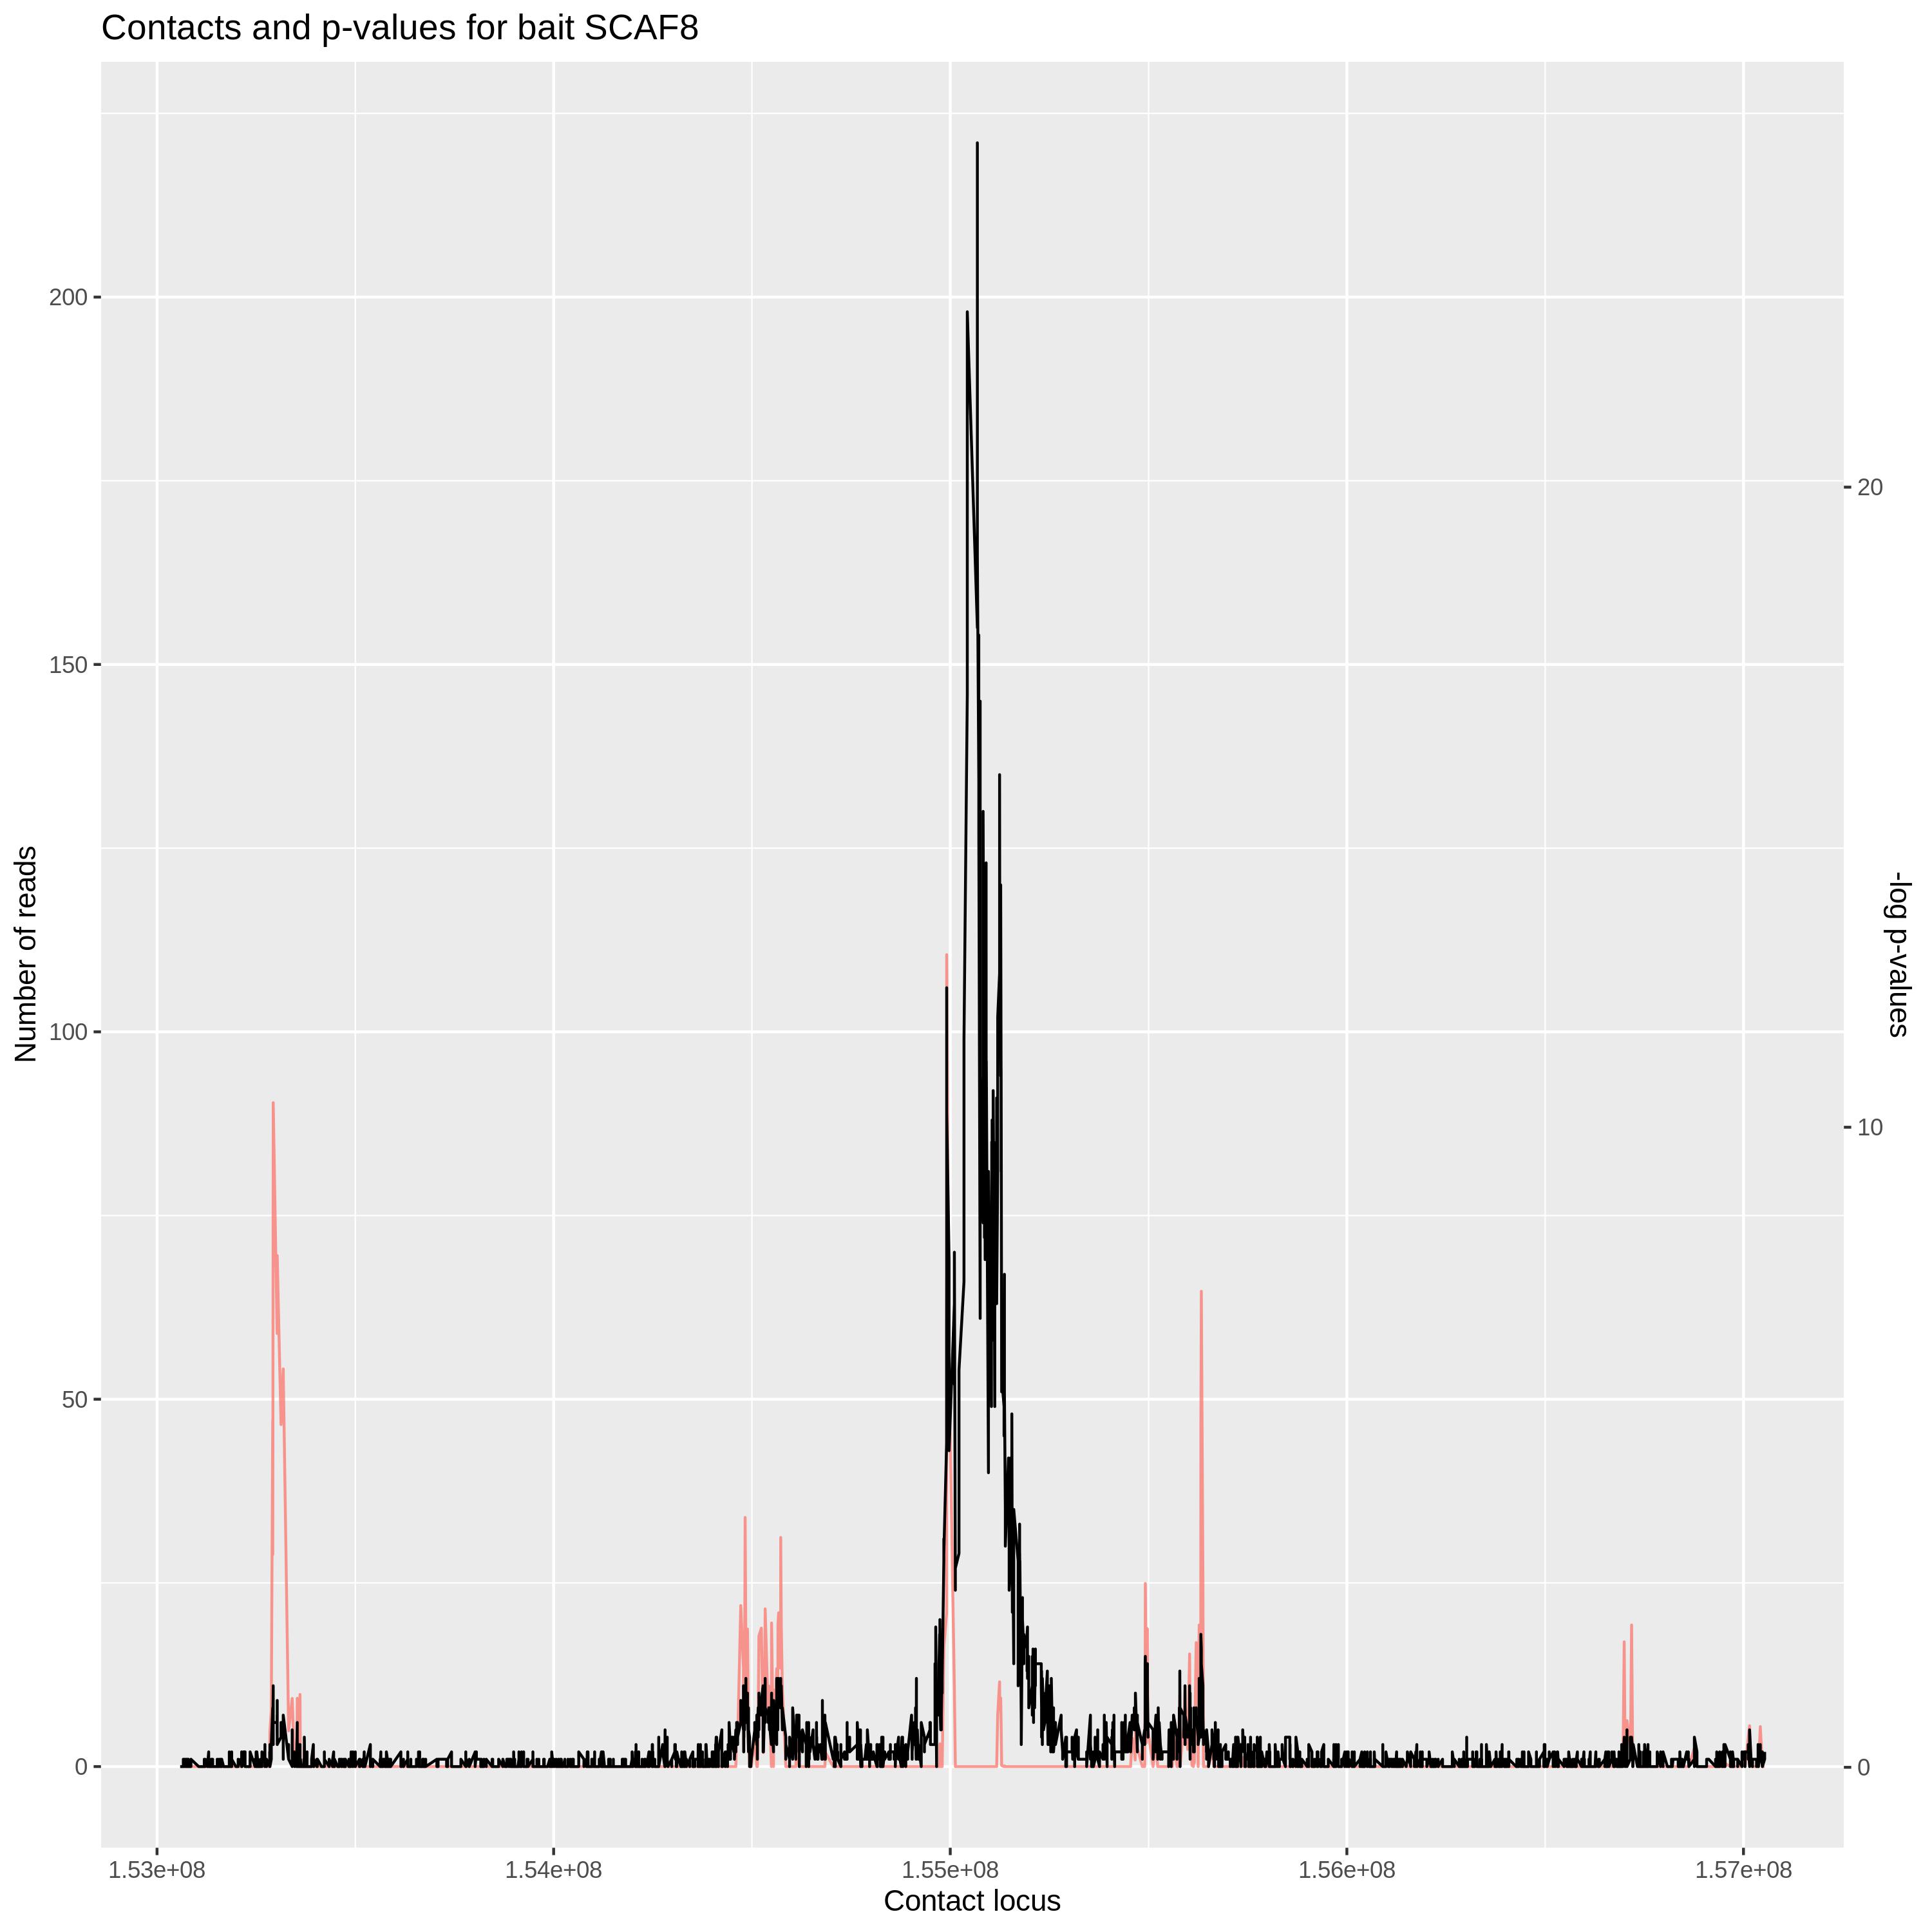 Contacts and p-values for bait SCAF8
200
150
100
50
0
Number of reads
20
10
0
-log p-values
1.53e+08
1.54e+08
1.55e+08
1.56e+08
1.57e+08
Contact locus